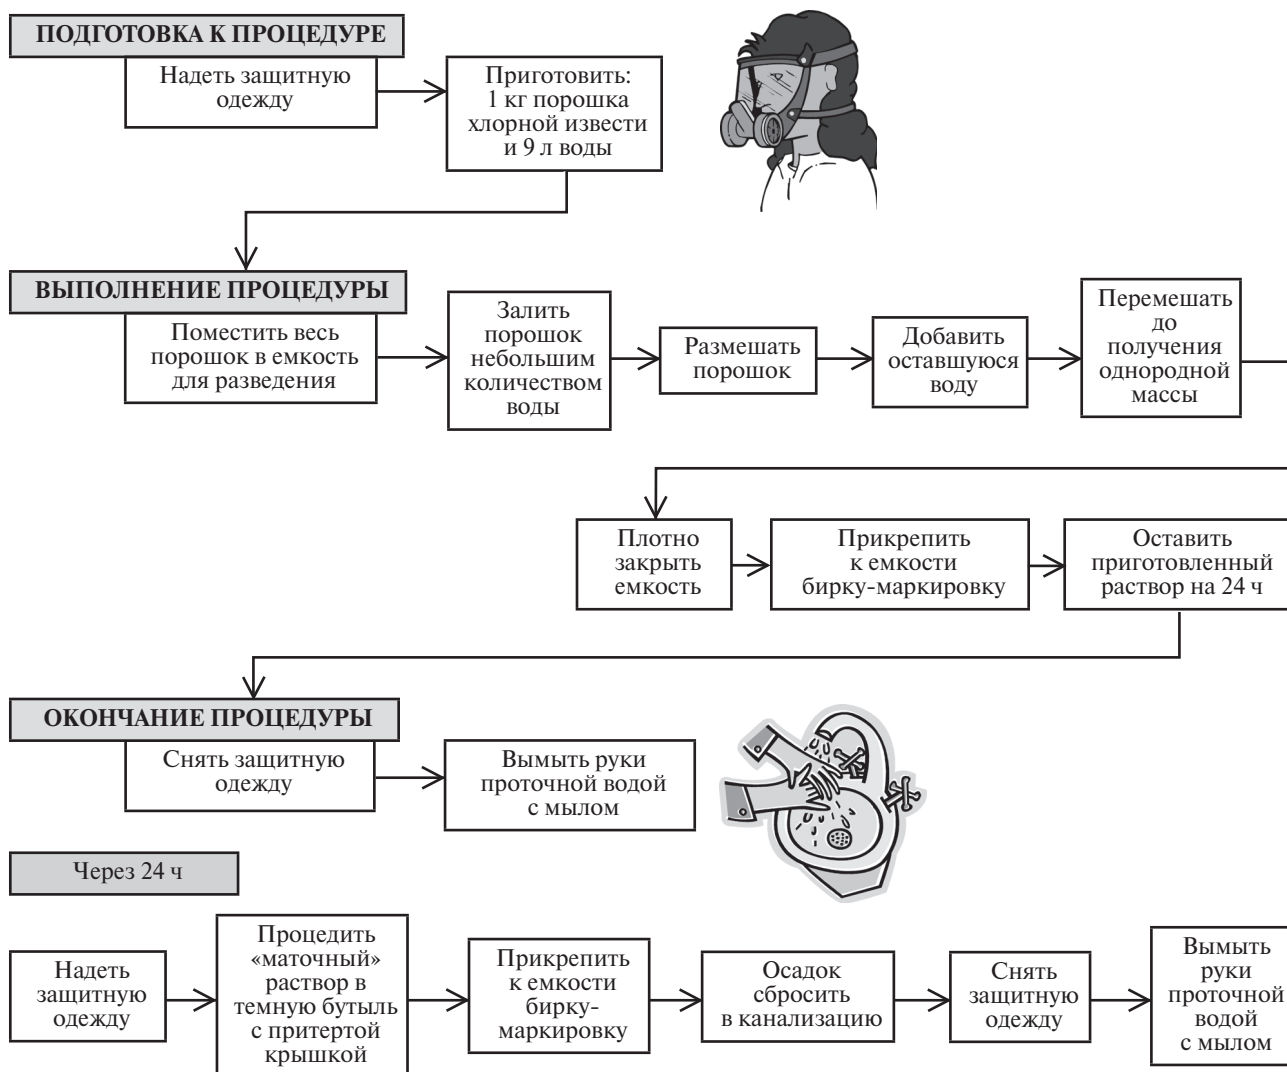 ПОДГОТОВКА К ПРОЦЕДУРЕ
Надеть защитную
одежду
Приготовить:
1 кг порошка
хлорной извести
и 9 л воды
ВЫПОЛНЕНИЕ ПРОЦЕДУРЫ
Поместить весь
порошок в емкость
для разведения
Залить
порошок
небольшим
количеством
воды
Размешать
порошок
Добавить
оставшуюся
воду
Перемешать
до
получения
однородной
массы
Плотно
закрыть
емкость
Прикрепить
к емкости
бирку-маркировку
Оставить
приготовленный
раствор на 24 ч
ОКОНЧАНИЕ ПРОЦЕДУРЫ
Снять защитную
одежду
Вымыть руки
проточной водой
с мылом
Через 24 ч
Надеть
защитную
одежду
Процедить
«маточный»
раствор в
темную бутыль
с притертой
крышкой
Прикрепить
к емкости
бирку-
маркировку
Осадок
сбросить
в канализацию
Снять
защитную
одежду
Вымыть
руки
проточной
водой
с мылом